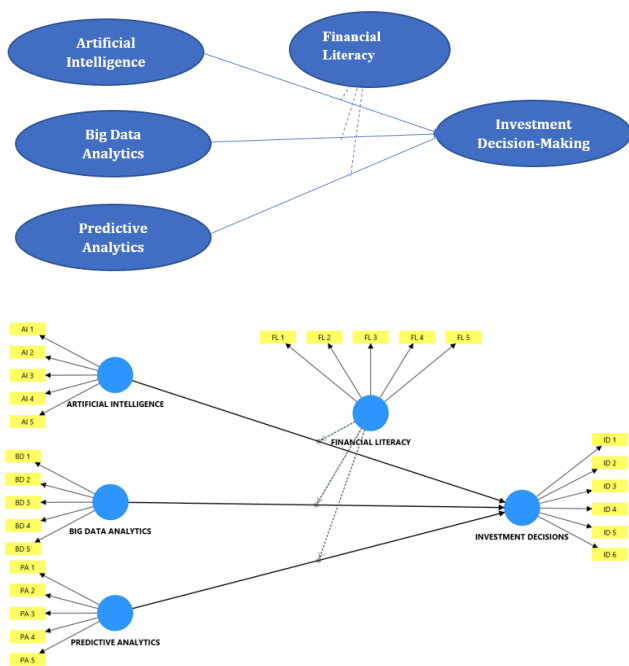 Artificial
Intelligence
Financial
Literacy
Big Data
Analytics
Investment
Decision-Making
Predictive
Analytics
AI 1
AI 2
AI 3
AI 4
AI 5
ARTIFICIAL INTELLIGENCE
FL 1
FL 2
FL 3
FL 4
FL 5
FINANCIAL LITERACY
BD 1
BD 2
BD 3
BD 4
BD 5
BIG DATA ANALYTICS
ID 1
ID 2
ID 3
ID 4
ID 5
ID 6
INVESTMENT DECISIONS
PA 1
PA 2
PA 3
PA 4
PA 5
PREDICTIVE ANALYTICS